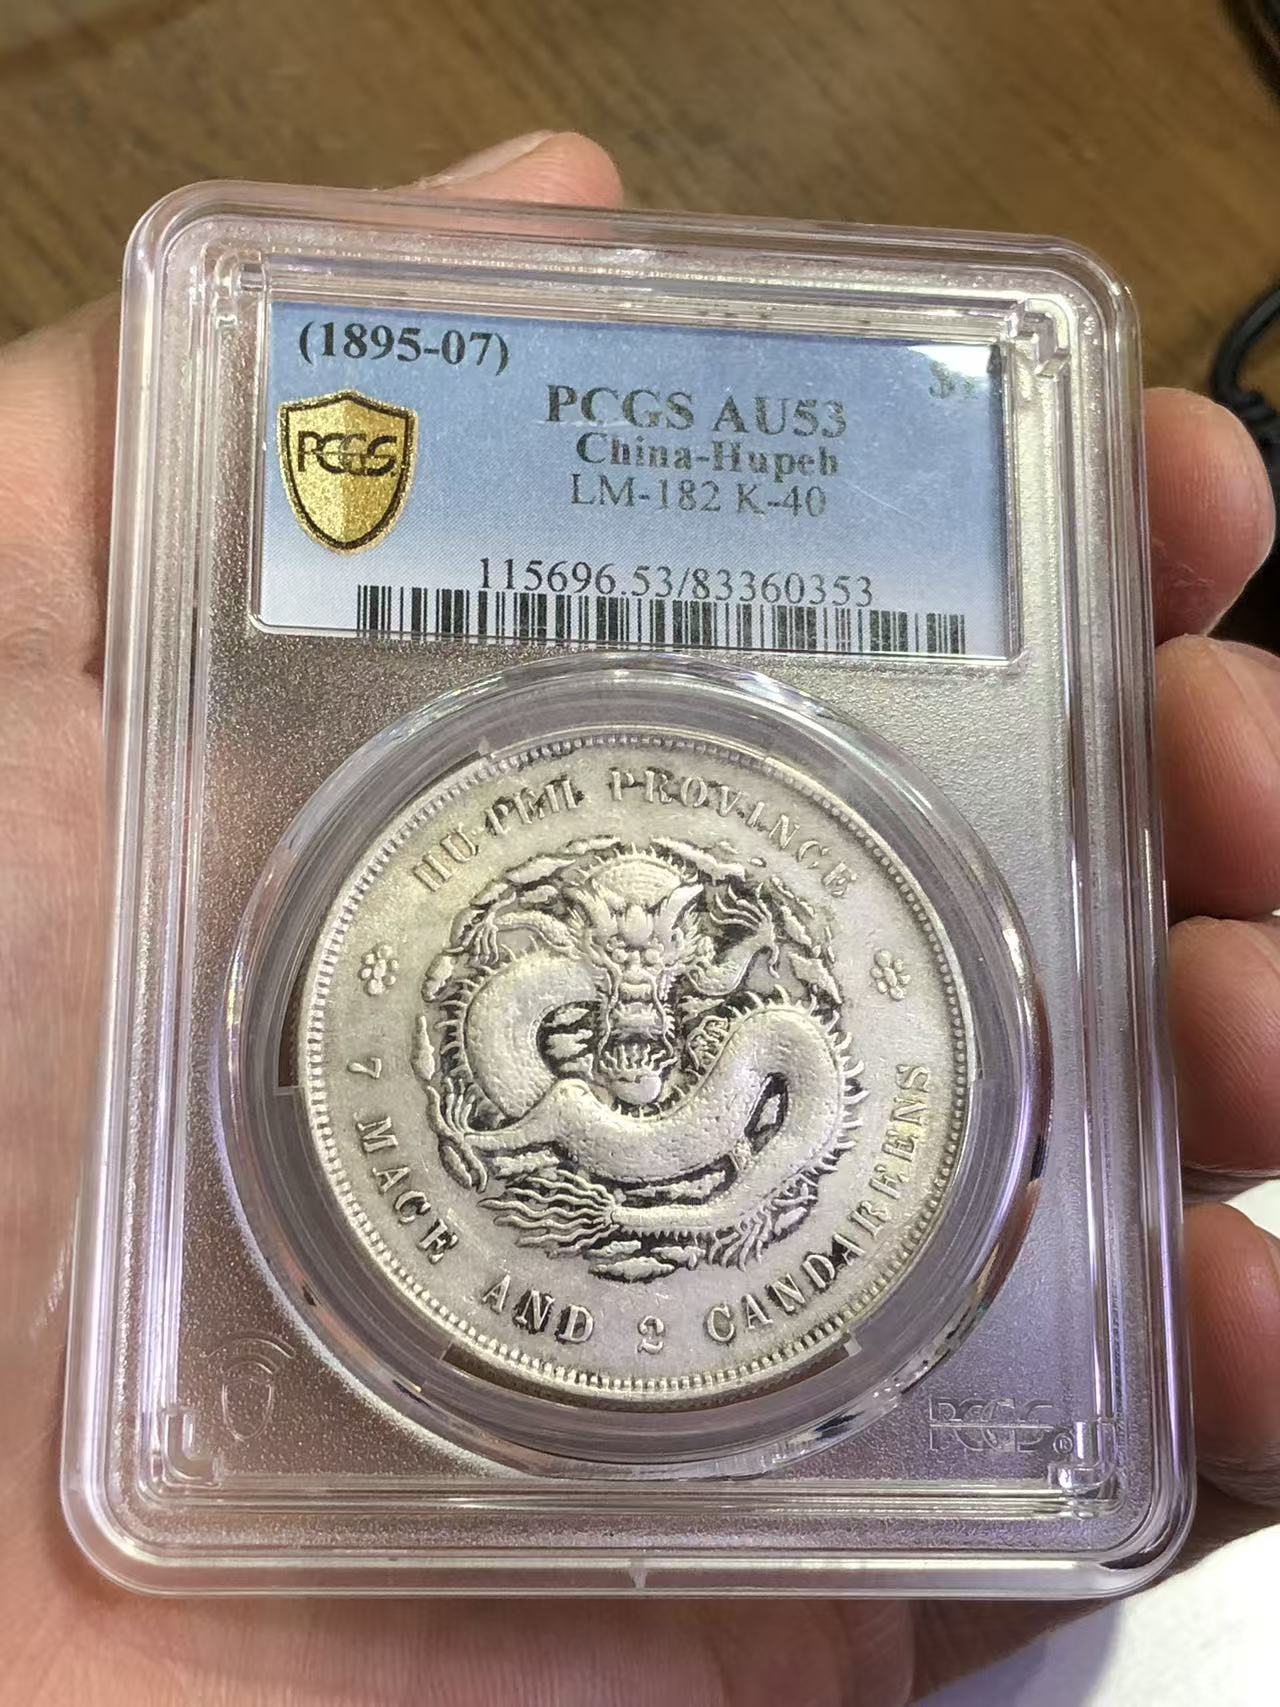 (1895-07)
$1
PCGS AU53
China-Hupeh
LM-182 K-40
PCGS
115696.53/83360353
HU-PEH PROVINCE
7 MACE AND 2 CANDAREENS
PCGS®